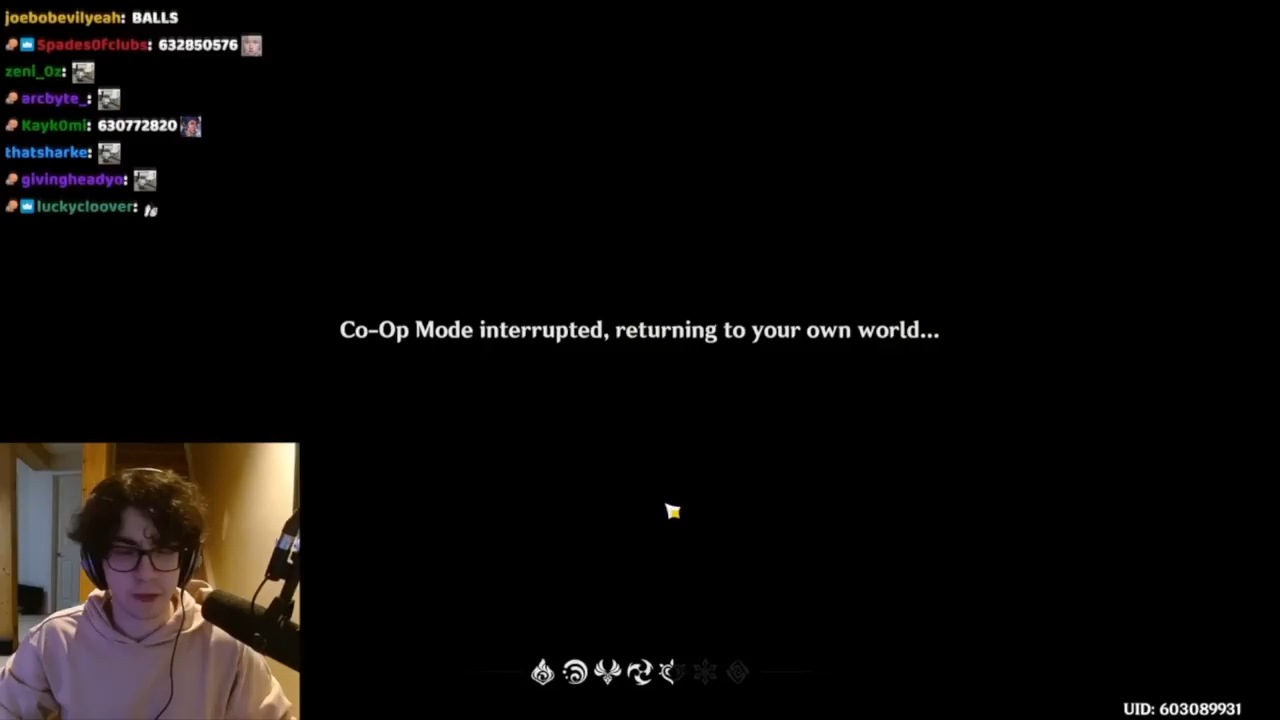 joebobevilyeah: BALLS
Spades0fclubs: 632850576
zeni_0z:
arcbyte_:
Kayk0mi: 630772820
thatsharke:
givingheadyo:
luckycloover:
Co-Op Mode interrupted, returning to your own world...
UID: 603089931